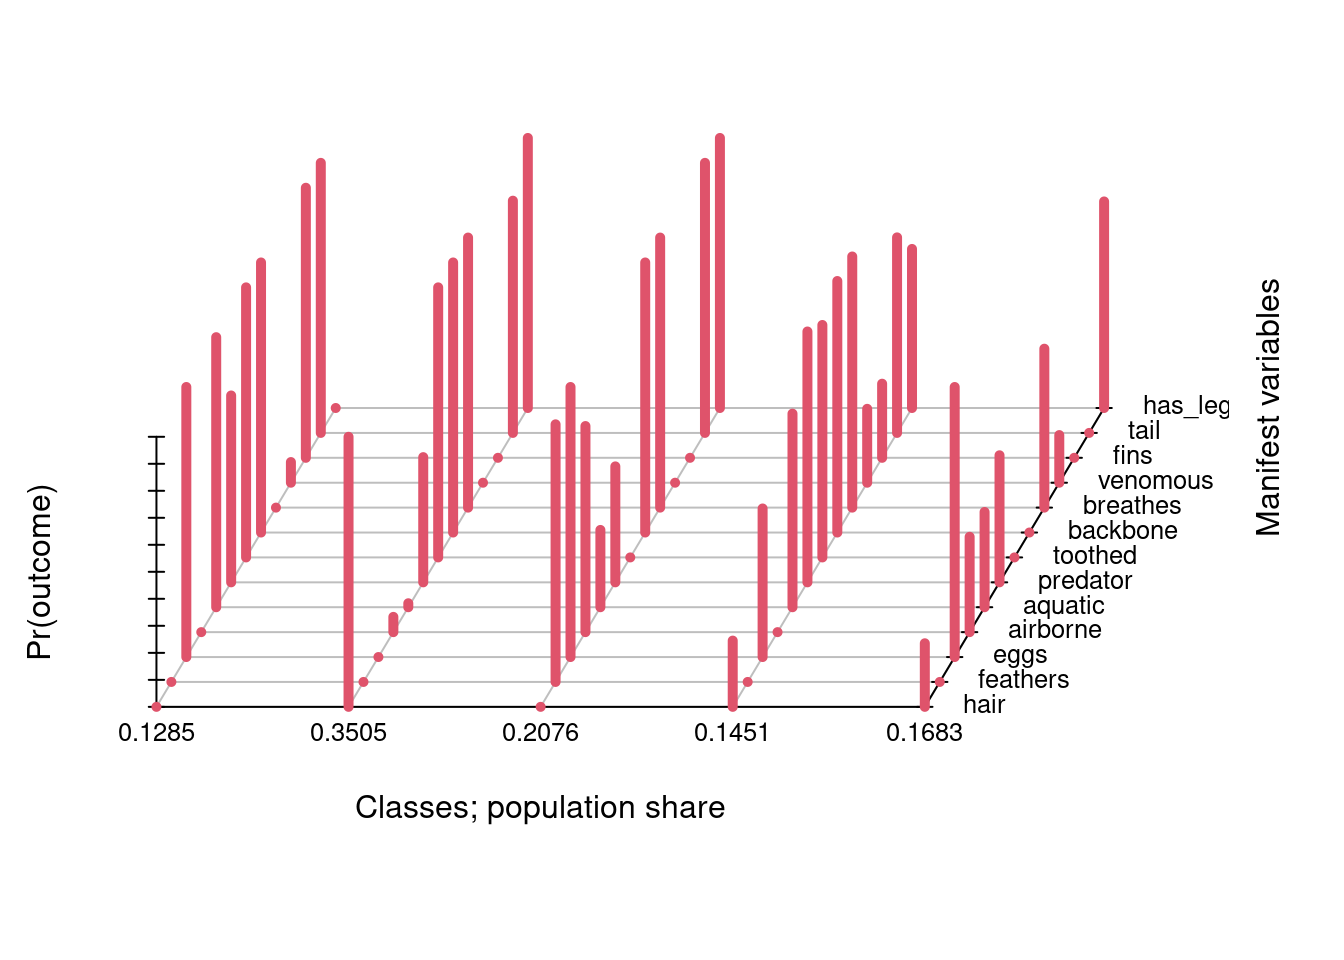 has_leg
tail
fins
venomous
breathes
backbone
toothed
predator
aquatic
airborne
eggs
feathers
hair
Manifest variables
Pr(outcome)
0.1285 0.3505 0.2076 0.1451 0.1683
Classes; population share